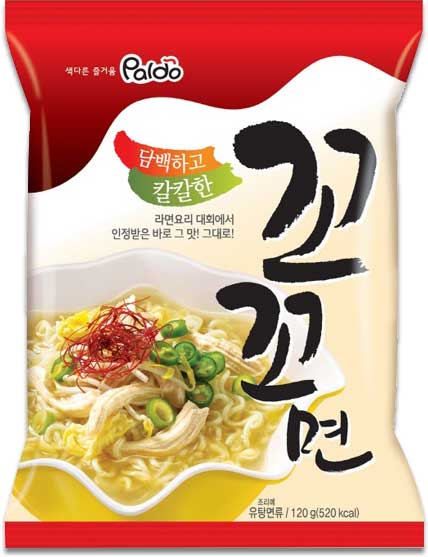 색다른 즐거움 Paldo
담백하고
칼칼한
라면요리 대회에서
인정받은 바로 그 맛! 그대로!
꼬
꼬
면
조리예
유탕면류 / 120 g(520 kcal)